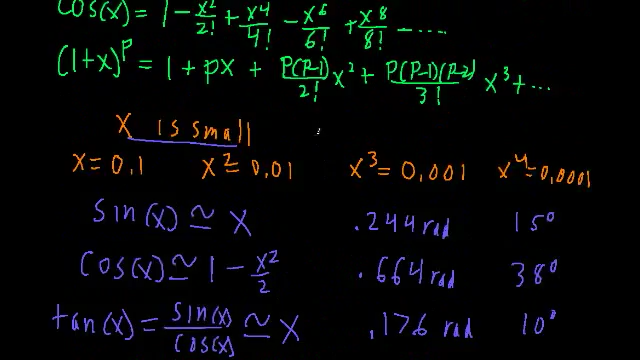 cos(x) = 1 - x²/2! + x⁴/4! - x⁶/6! + x⁸/8! - ....
(1+x)^p = 1 + px + p(p-1)/2! x² + p(p-1)(p-2)/3! x³ + ...
x is small
x = 0.1 x² = 0.01 x³ = 0.001 x⁴ = 0.0001
sin(x) ≃ x .244 rad 15°
cos(x) ≃ 1 - x²/2 .664 rad 38°
tan(x) = sin(x)/cos(x) ≃ x .176 rad 10°